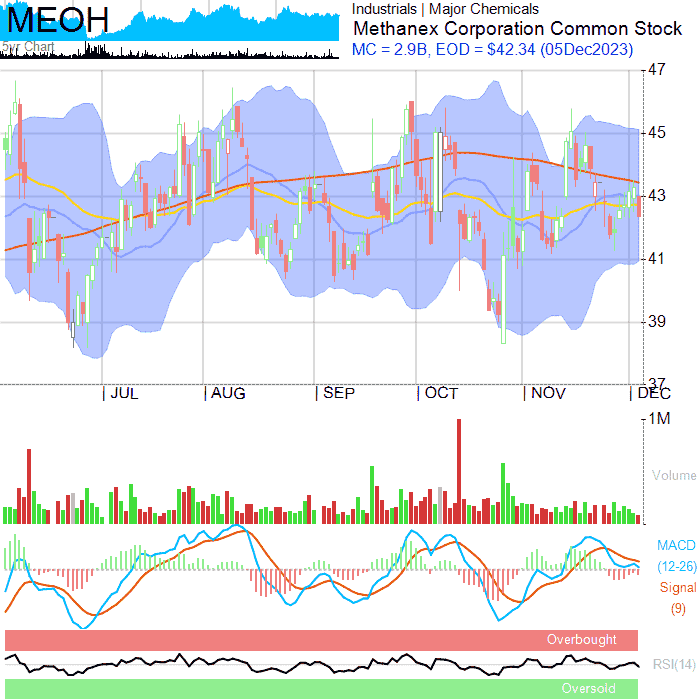 MEOH
5yr Chart
Industrials | Major Chemicals
Methanex Corporation Common Stock
MC = 2.9B, EOD = $42.34 (05Dec2023)
47
45
43
41
39
37
JUL
AUG
SEP
OCT
NOV
DEC
1M
Volume
MACD
(12-26)
Signal
(9)
Overbought
RSI(14)
Oversold